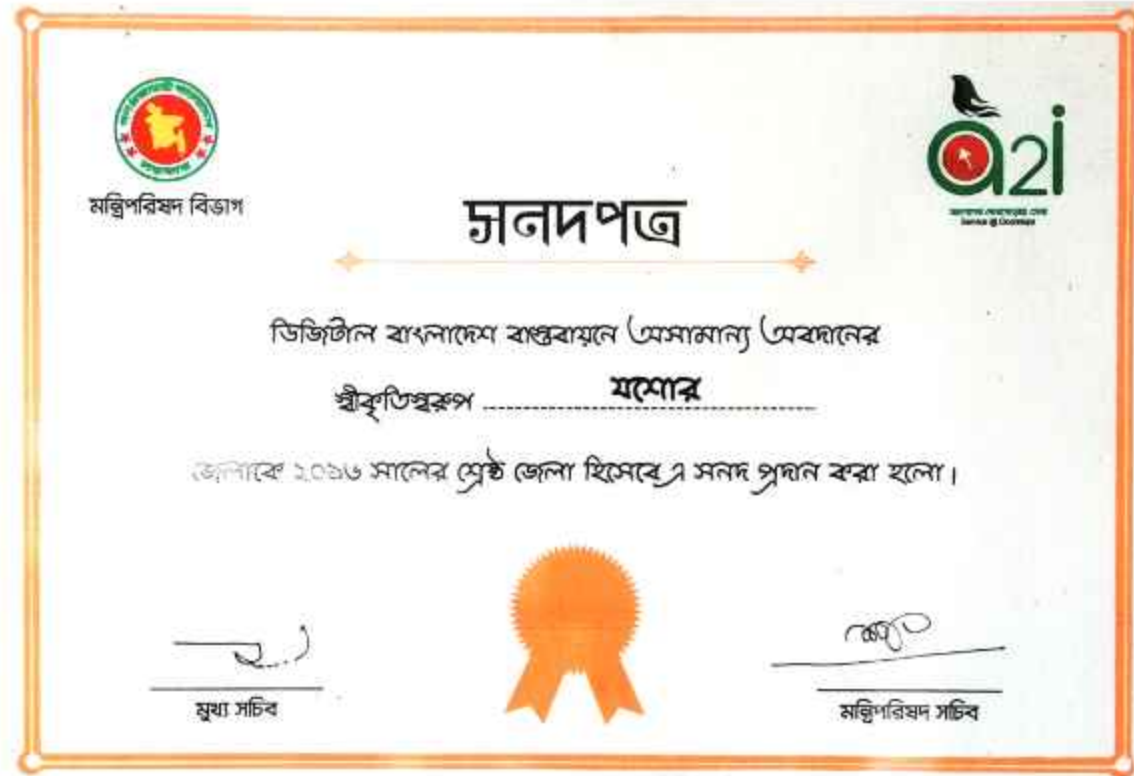 মন্ত্রিপরিষদ বিভাগ
a2i
সনদপত্র
ডিজিটাল বাংলাদেশ বাস্তবায়নে অসামান্য অবদানের
স্বীকৃতিস্বরূপ যশোর
জেলাকে ২০১৬ সালের শ্রেষ্ঠ জেলা হিসেবে এ সনদ প্রদান করা হলো।
মুখ্য সচিব
মন্ত্রিপরিষদ সচিব